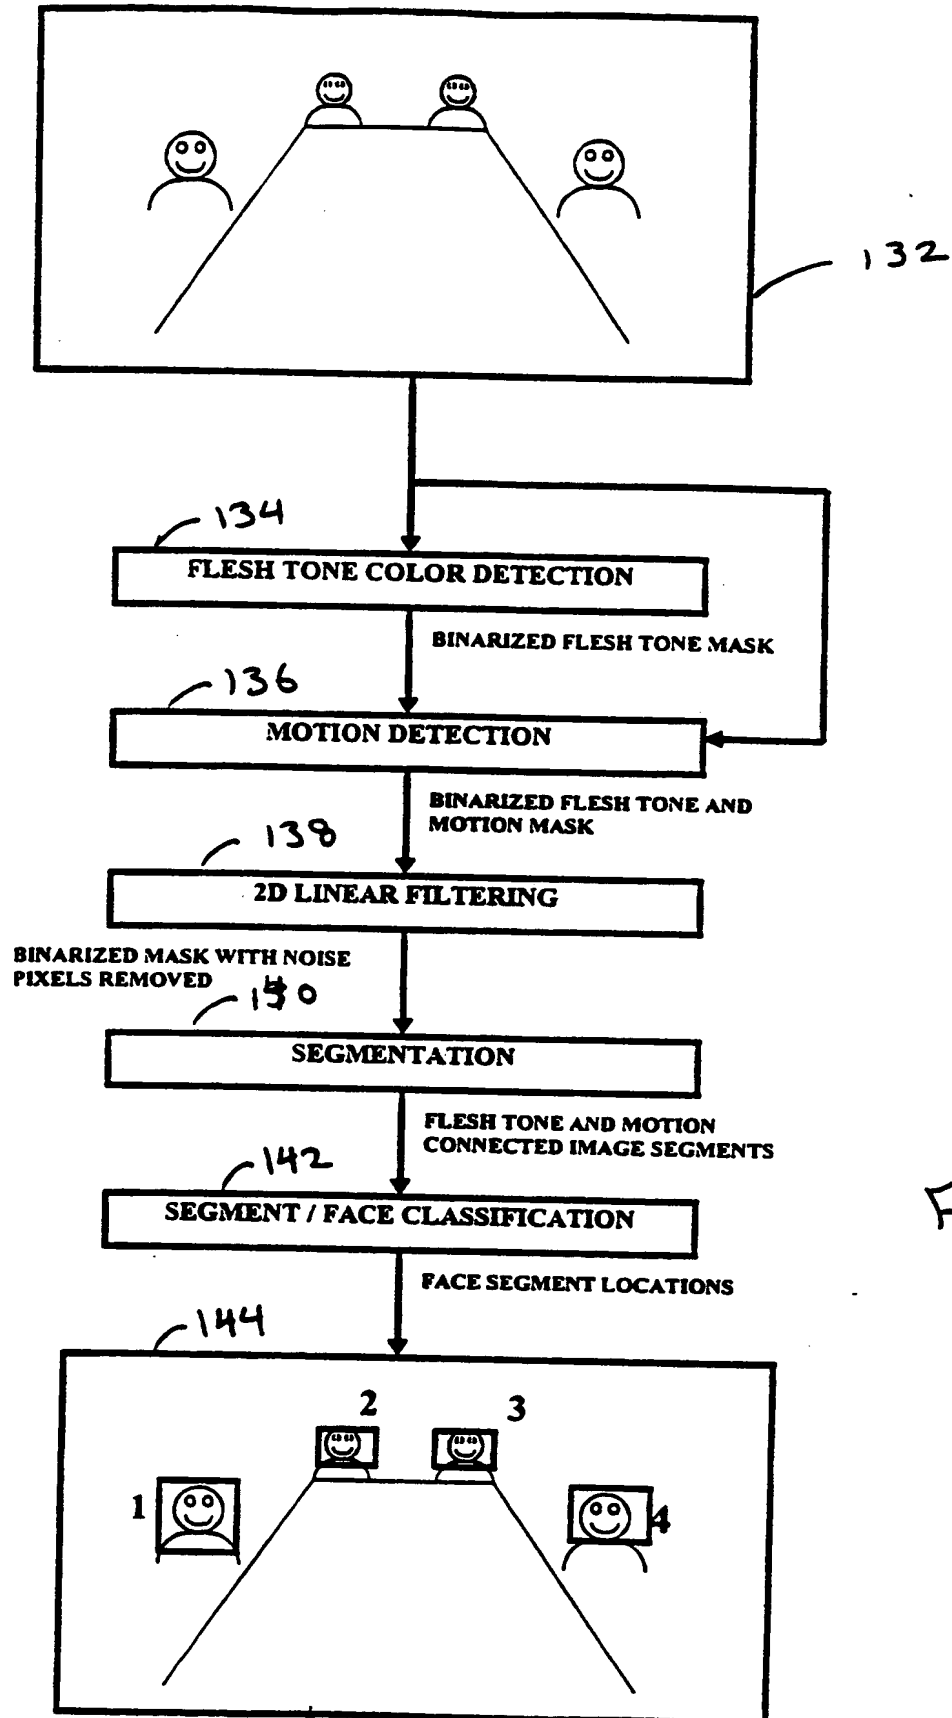 132
134
FLESH TONE COLOR DETECTION
BINARIZED FLESH TONE MASK
136
MOTION DETECTION
BINARIZED FLESH TONE AND
MOTION MASK
138
2D LINEAR FILTERING
BINARIZED MASK WITH NOISE
PIXELS REMOVED
140
SEGMENTATION
FLESH TONE AND MOTION
CONNECTED IMAGE SEGMENTS
142
SEGMENT / FACE CLASSIFICATION
FACE SEGMENT LOCATIONS
144
2
3
1
4